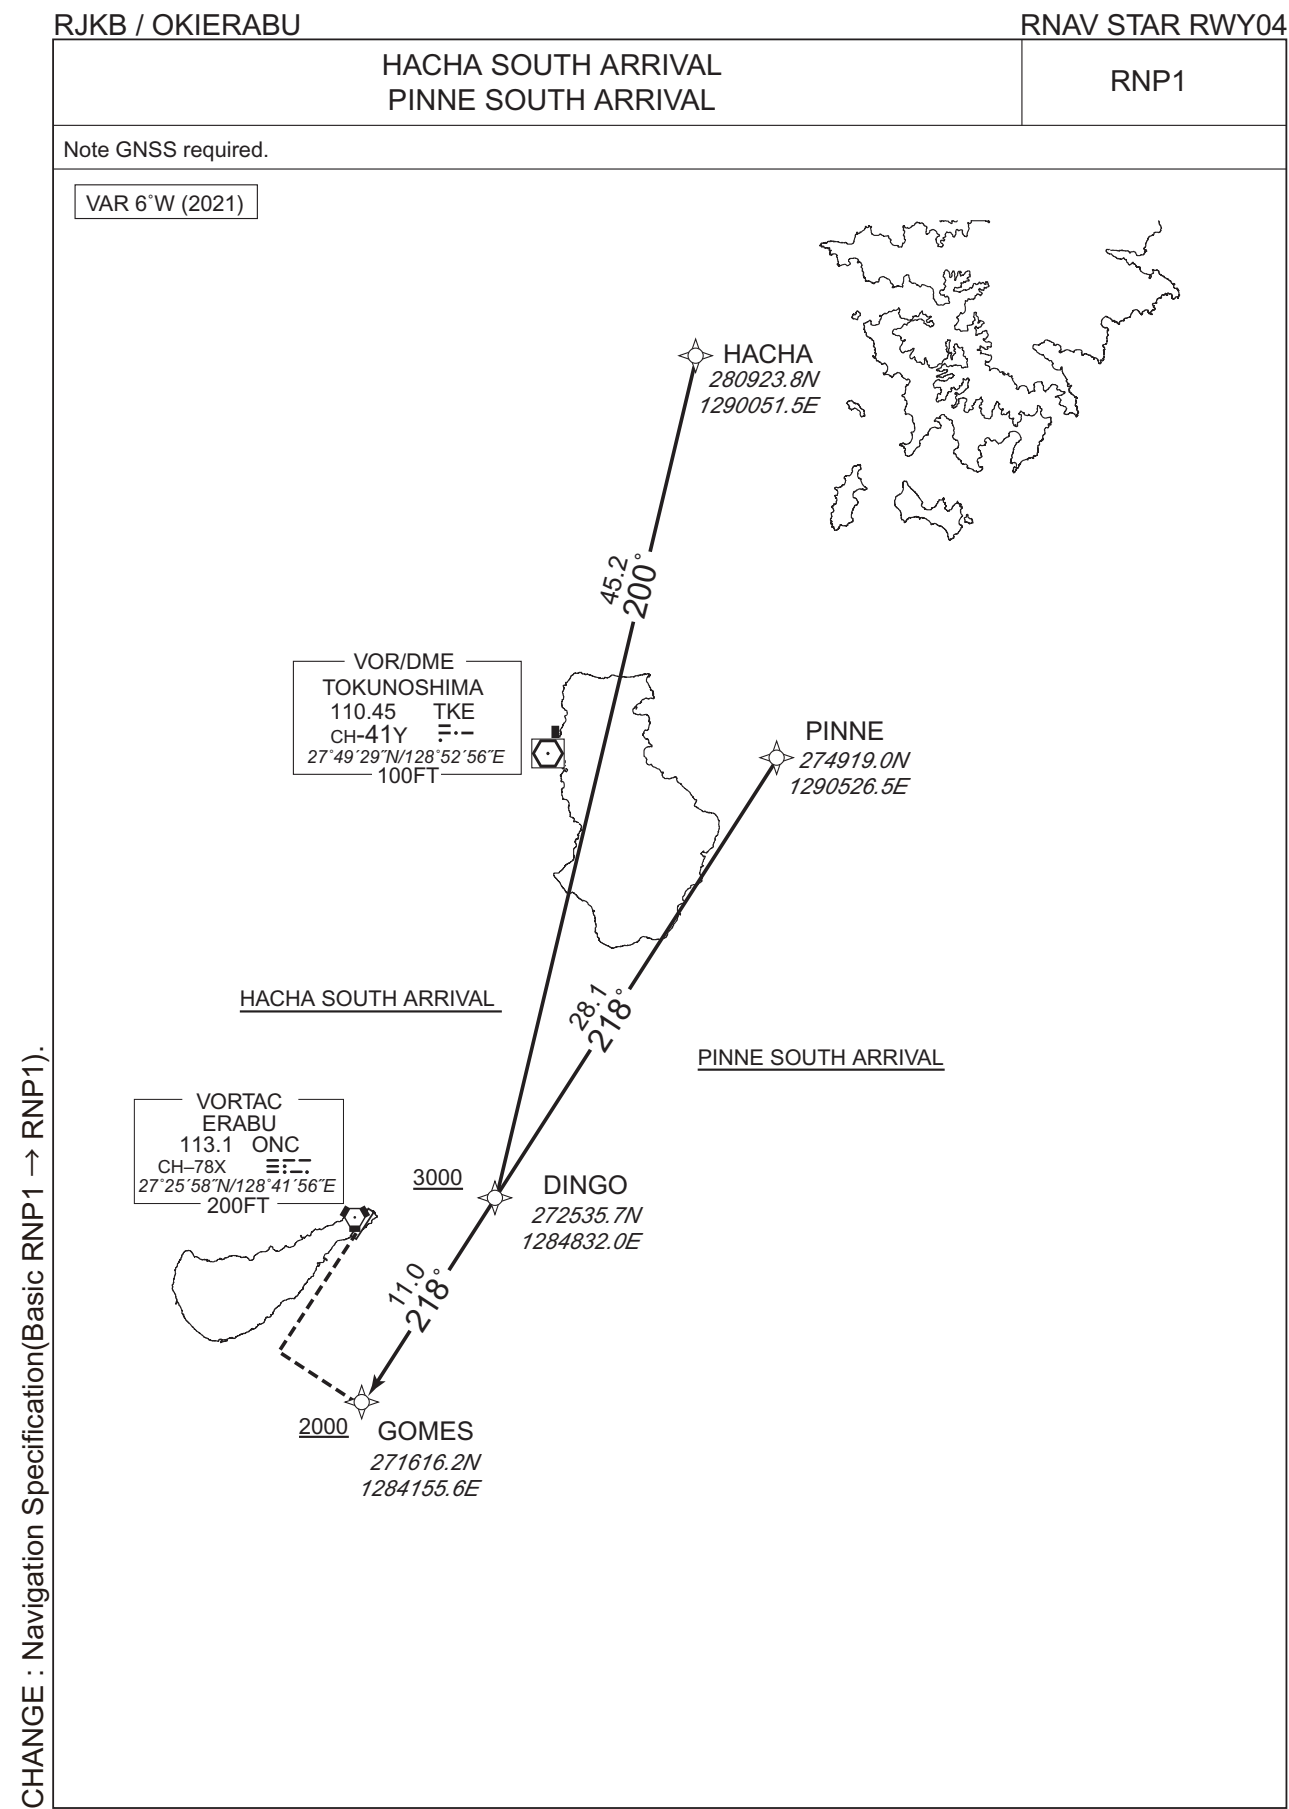 RJKB / OKIERABU
RNAV STAR RWY04
HACHA SOUTH ARRIVAL
PINNE SOUTH ARRIVAL
RNP1
Note GNSS required.
VAR 6˚W (2021)
HACHA
280923.8N
1290051.5E
45.2
200˚
VOR/DME
TOKUNOSHIMA
110.45 TKE
CH-41Y
27˚49´29˝N/128˚52´56˝E
100FT
PINNE
274919.0N
1290526.5E
HACHA SOUTH ARRIVAL
28.1
218˚
PINNE SOUTH ARRIVAL
VORTAC
ERABU
113.1 ONC
CH–78X
27˚25´58˝N/128˚41´56˝E
200FT
3000
DINGO
272535.7N
1284832.0E
11.0
218˚
2000
GOMES
271616.2N
1284155.6E
CHANGE : Navigation Specification(Basic RNP1 → RNP1).